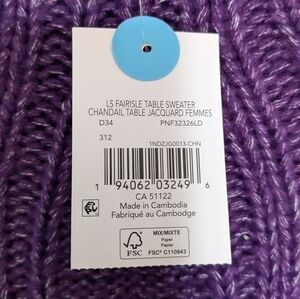 LS FAIRISLE TABLE SWEATER
CHANDAIL TABLE JACQUARD FEMMES
D34 PNF32326LD
312
1NDZJG0013-CHN
1 94062 03249 6
CA 51122
Made in Cambodia
Fabriqué au Cambodge
FSC
MIX/MIXTE
Paper
Papier
FSC® C110943